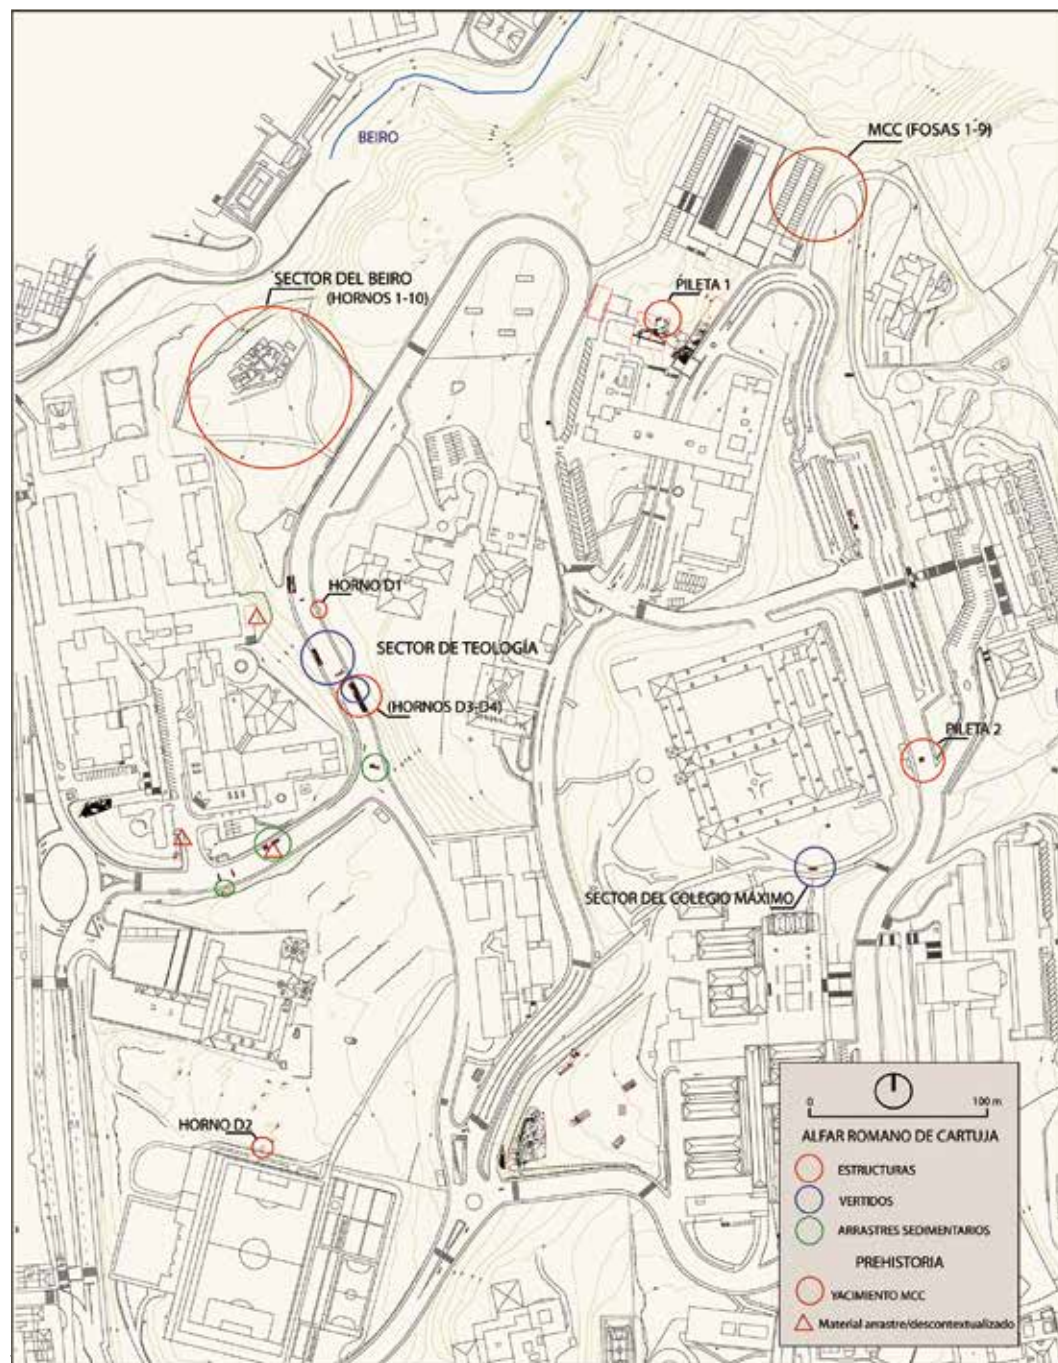 BEIRO
MCC (FOSAS 1-9)
SECTOR DEL BEIRO
(HORNOS 1-10)
PILETA 1
HORNO D1
SECTOR DE TEOLOGÍA
(HORNOS D3-D4)
PILETA 2
SECTOR DEL COLEGIO MÁXIMO
HORNO D2
0 100 m
ALFAR ROMANO DE CARTUJA
ESTRUCTURAS
VERTIDOS
ARRASTRES SEDIMENTARIOS
PREHISTORIA
YACIMIENTO MCC
Material arrastre/descontextualizado